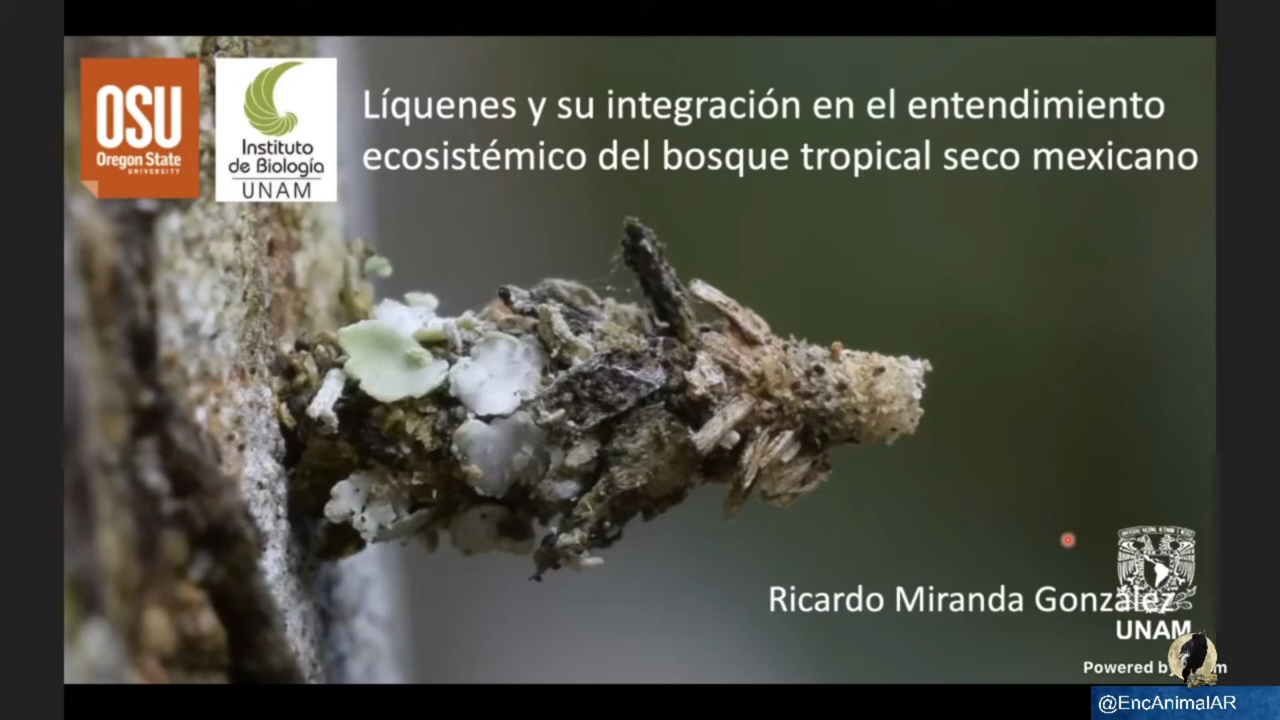 OSU
Oregon State
UNIVERSITY
Instituto
de Biología
UNAM
Líquenes y su integración en el entendimiento
ecosistémico del bosque tropical seco mexicano
Ricardo Miranda González
UNAM
Powered
@EncAnimalAR